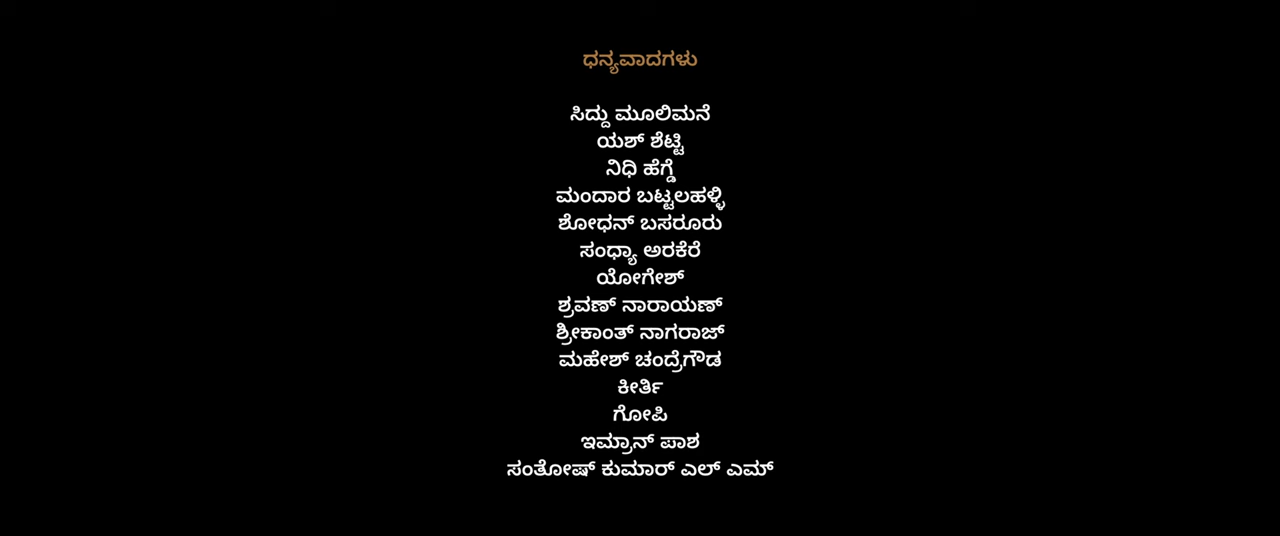 ಧನ್ಯವಾದಗಳು
ಸಿದ್ದು ಮೂಲಿಮನೆ
ಯಶ್ ಶೆಟ್ಟಿ
ನಿಧಿ ಹೆಗ್ಡೆ
ಮಂದಾರ ಬಟ್ಟಲಹಳ್ಳಿ
ಶೋಧನ್ ಬಸರೂರು
ಸಂಧ್ಯಾ ಅರಕೆರೆ
ಯೋಗೇಶ್
ಶ್ರವಣ್ ನಾರಾಯಣ್
ಶ್ರೀಕಾಂತ್ ನಾಗರಾಜ್
ಮಹೇಶ್ ಚಂದ್ರೆಗೌಡ
ಕೀರ್ತಿ
ಗೋಪಿ
ಇಮ್ರಾನ್ ಪಾಶ
ಸಂತೋಷ್ ಕುಮಾರ್ ಎಲ್ ಎಮ್